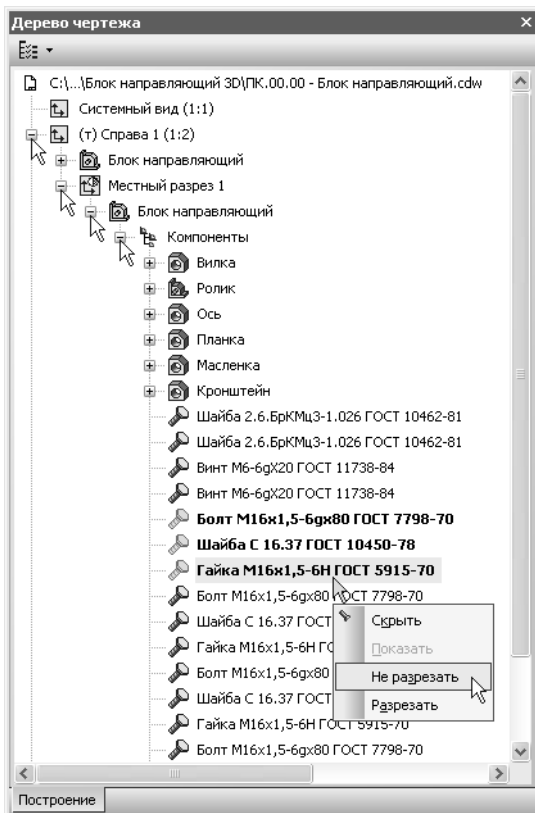 Дерево чертежа
C:\...\Блок направляющий 3D\ПК.00.00 - Блок направляющий.cdw
Системный вид (1:1)
(т) Справа 1 (1:2)
Блок направляющий
Местный разрез 1
Блок направляющий
Компоненты
Вилка
Ролик
Ось
Планка
Масленка
Кронштейн
Шайба 2.6.БрКМц3-1.026 ГОСТ 10462-81
Шайба 2.6.БрКМц3-1.026 ГОСТ 10462-81
Винт М6-6gX20 ГОСТ 11738-84
Винт М6-6gX20 ГОСТ 11738-84
Болт М16х1,5-6gх80 ГОСТ 7798-70
Шайба С 16.37 ГОСТ 10450-78
Гайка М16х1,5-6Н ГОСТ 5915-70
Болт М16х1,5-6gх80 ГОСТ 7798-70
Шайба С 16.37 ГОСТ
Гайка М16х1,5-6Н ГО
Болт М16х1,5-6gх80
Шайба С 16.37 ГОСТ
Гайка М16х1,5-6Н ГОСТ 5915-70
Болт М16х1,5-6gх80 ГОСТ 7798-70
Скрыть
Показать
Не разрезать
Разрезать
Построение